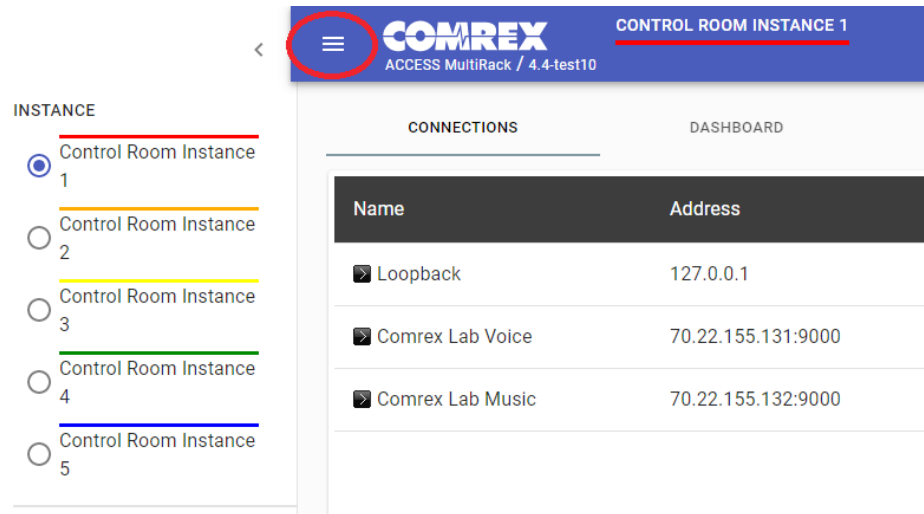 COMREX
ACCESS MultiRack / 4.4-test10
CONTROL ROOM INSTANCE 1
INSTANCE
Control Room Instance
1
Control Room Instance
2
Control Room Instance
3
Control Room Instance
4
Control Room Instance
5
CONNECTIONS DASHBOARD
Name Address
Loopback 127.0.0.1
Comrex Lab Voice 70.22.155.131:9000
Comrex Lab Music 70.22.155.132:9000